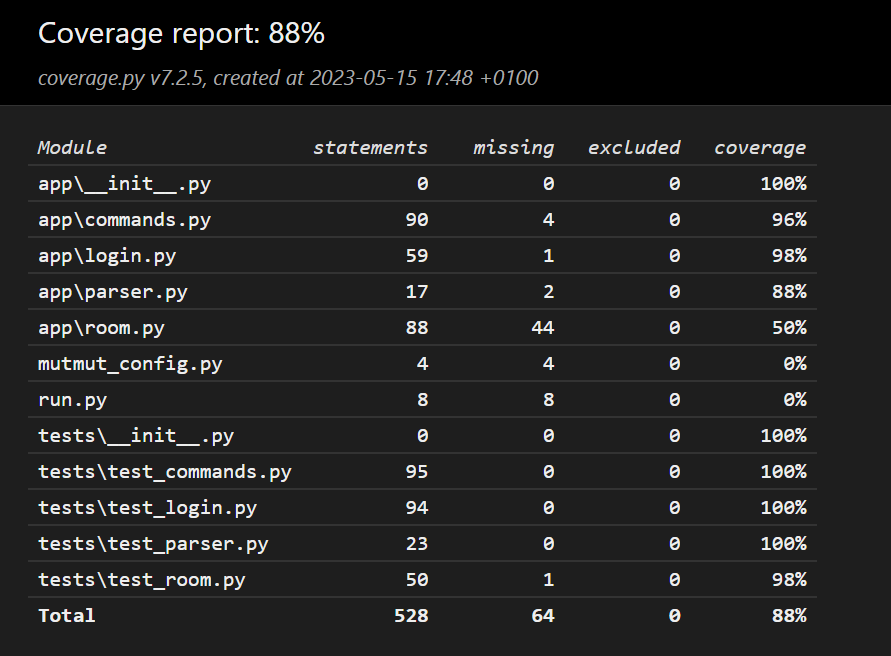 Coverage report: 88%
coverage.py v7.2.5, created at 2023-05-15 17:48 +0100
Module statements missing excluded coverage
app\__init__.py 0 0 0 100%
app\commands.py 90 4 0 96%
app\login.py 59 1 0 98%
app\parser.py 17 2 0 88%
app\room.py 88 44 0 50%
mutmut_config.py 4 4 0 0%
run.py 8 8 0 0%
tests\__init__.py 0 0 0 100%
tests\test_commands.py 95 0 0 100%
tests\test_login.py 94 0 0 100%
tests\test_parser.py 23 0 0 100%
tests\test_room.py 50 1 0 98%
Total 528 64 0 88%